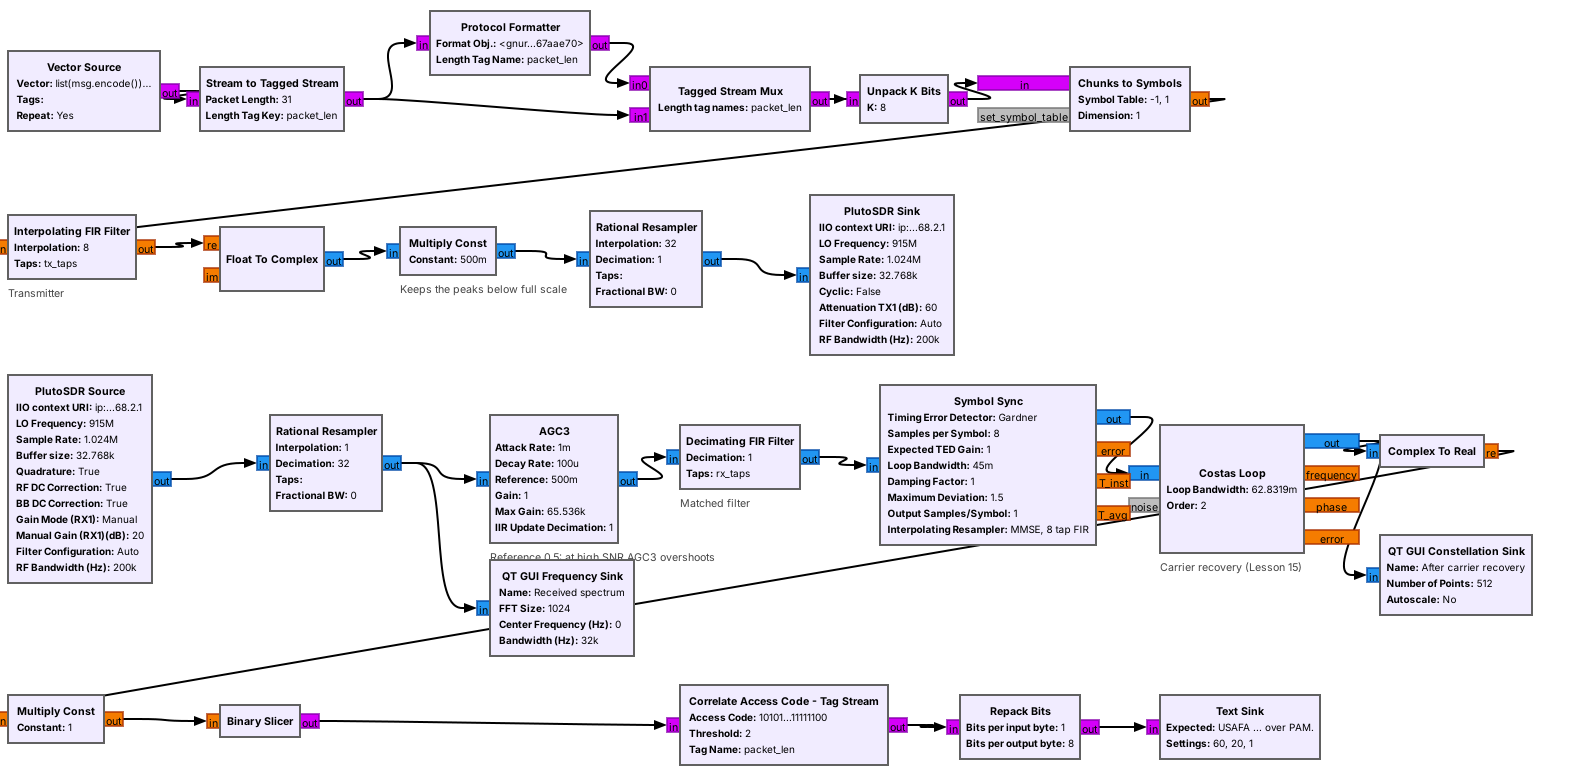 Vector Source
Vector: list(msg.encode())...
Tags:
Repeat: Yes
out
in
Stream to Tagged Stream
Packet Length: 31
Length Tag Key: packet_len
out
in
Protocol Formatter
Format Obj.: <gnur...67aae70>
Length Tag Name: packet_len
out
in0
in1
Tagged Stream Mux
Length tag names: packet_len
out
in
Unpack K Bits
K: 8
out
in
set_symbol_table
Chunks to Symbols
Symbol Table: -1, 1
Dimension: 1
out
in
Interpolating FIR Filter
Interpolation: 8
Taps: tx_taps
out
Transmitter
re
im
Float To Complex
out
in
Multiply Const
Constant: 500m
out
Keeps the peaks below full scale
in
Rational Resampler
Interpolation: 32
Decimation: 1
Taps:
Fractional BW: 0
out
in
PlutoSDR Sink
IIO context URI: ip:...68.2.1
LO Frequency: 915M
Sample Rate: 1.024M
Buffer size: 32.768k
Cyclic: False
Attenuation TX1 (dB): 60
Filter Configuration: Auto
RF Bandwidth (Hz): 200k
PlutoSDR Source
IIO context URI: ip:...68.2.1
LO Frequency: 915M
Sample Rate: 1.024M
Buffer size: 32.768k
Quadrature: True
RF DC Correction: True
BB DC Correction: True
Gain Mode (RX1): Manual
Manual Gain (RX1)(dB): 20
Filter Configuration: Auto
RF Bandwidth (Hz): 200k
out
in
Rational Resampler
Interpolation: 1
Decimation: 32
Taps:
Fractional BW: 0
out
in
AGC3
Attack Rate: 1m
Decay Rate: 100u
Reference: 500m
Gain: 1
Max Gain: 65.536k
IIR Update Decimation: 1
out
Reference 0.5: at high SNR AGC3 overshoots
in
QT GUI Frequency Sink
Name: Received spectrum
FFT Size: 1024
Center Frequency (Hz): 0
Bandwidth (Hz): 32k
in
Decimating FIR Filter
Decimation: 1
Taps: rx_taps
out
Matched filter
in
Symbol Sync
Timing Error Detector: Gardner
Samples per Symbol: 8
Expected TED Gain: 1
Loop Bandwidth: 45m
Damping Factor: 1
Maximum Deviation: 1.5
Output Samples/Symbol: 1
Interpolating Resampler: MMSE, 8 tap FIR
out
error
T_inst
T_avg
in
noise
Costas Loop
Loop Bandwidth: 62.8319m
Order: 2
out
frequency
phase
error
Carrier recovery (Lesson 15)
in
Complex To Real
re
in
QT GUI Constellation Sink
Name: After carrier recovery
Number of Points: 512
Autoscale: No
in
Multiply Const
Constant: 1
out
in
Binary Slicer
out
in
Correlate Access Code - Tag Stream
Access Code: 10101...11111100
Threshold: 2
Tag Name: packet_len
out
in
Repack Bits
Bits per input byte: 1
Bits per output byte: 8
out
in
Text Sink
Expected: USAFA ... over PAM.
Settings: 60, 20, 1